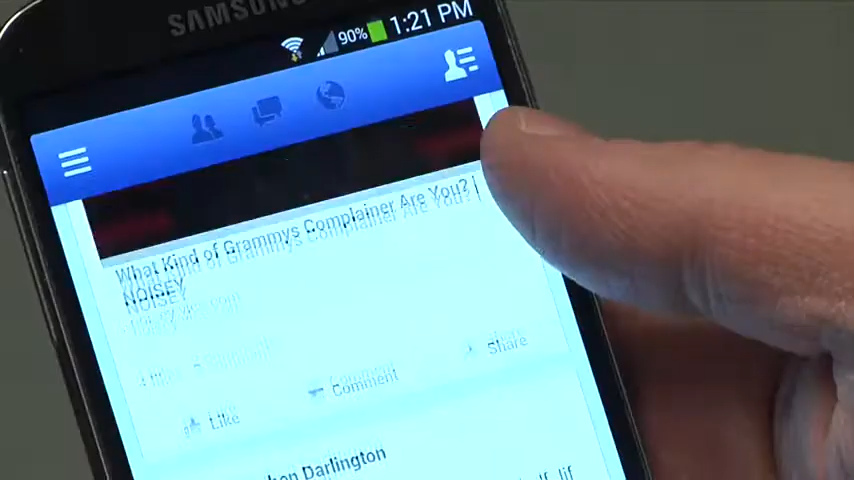 SAMSUNG
90% 1:21 PM
What Kind of Grammys Complainer Are You? |
NOISEY
Share
Comment
Like
Darlington